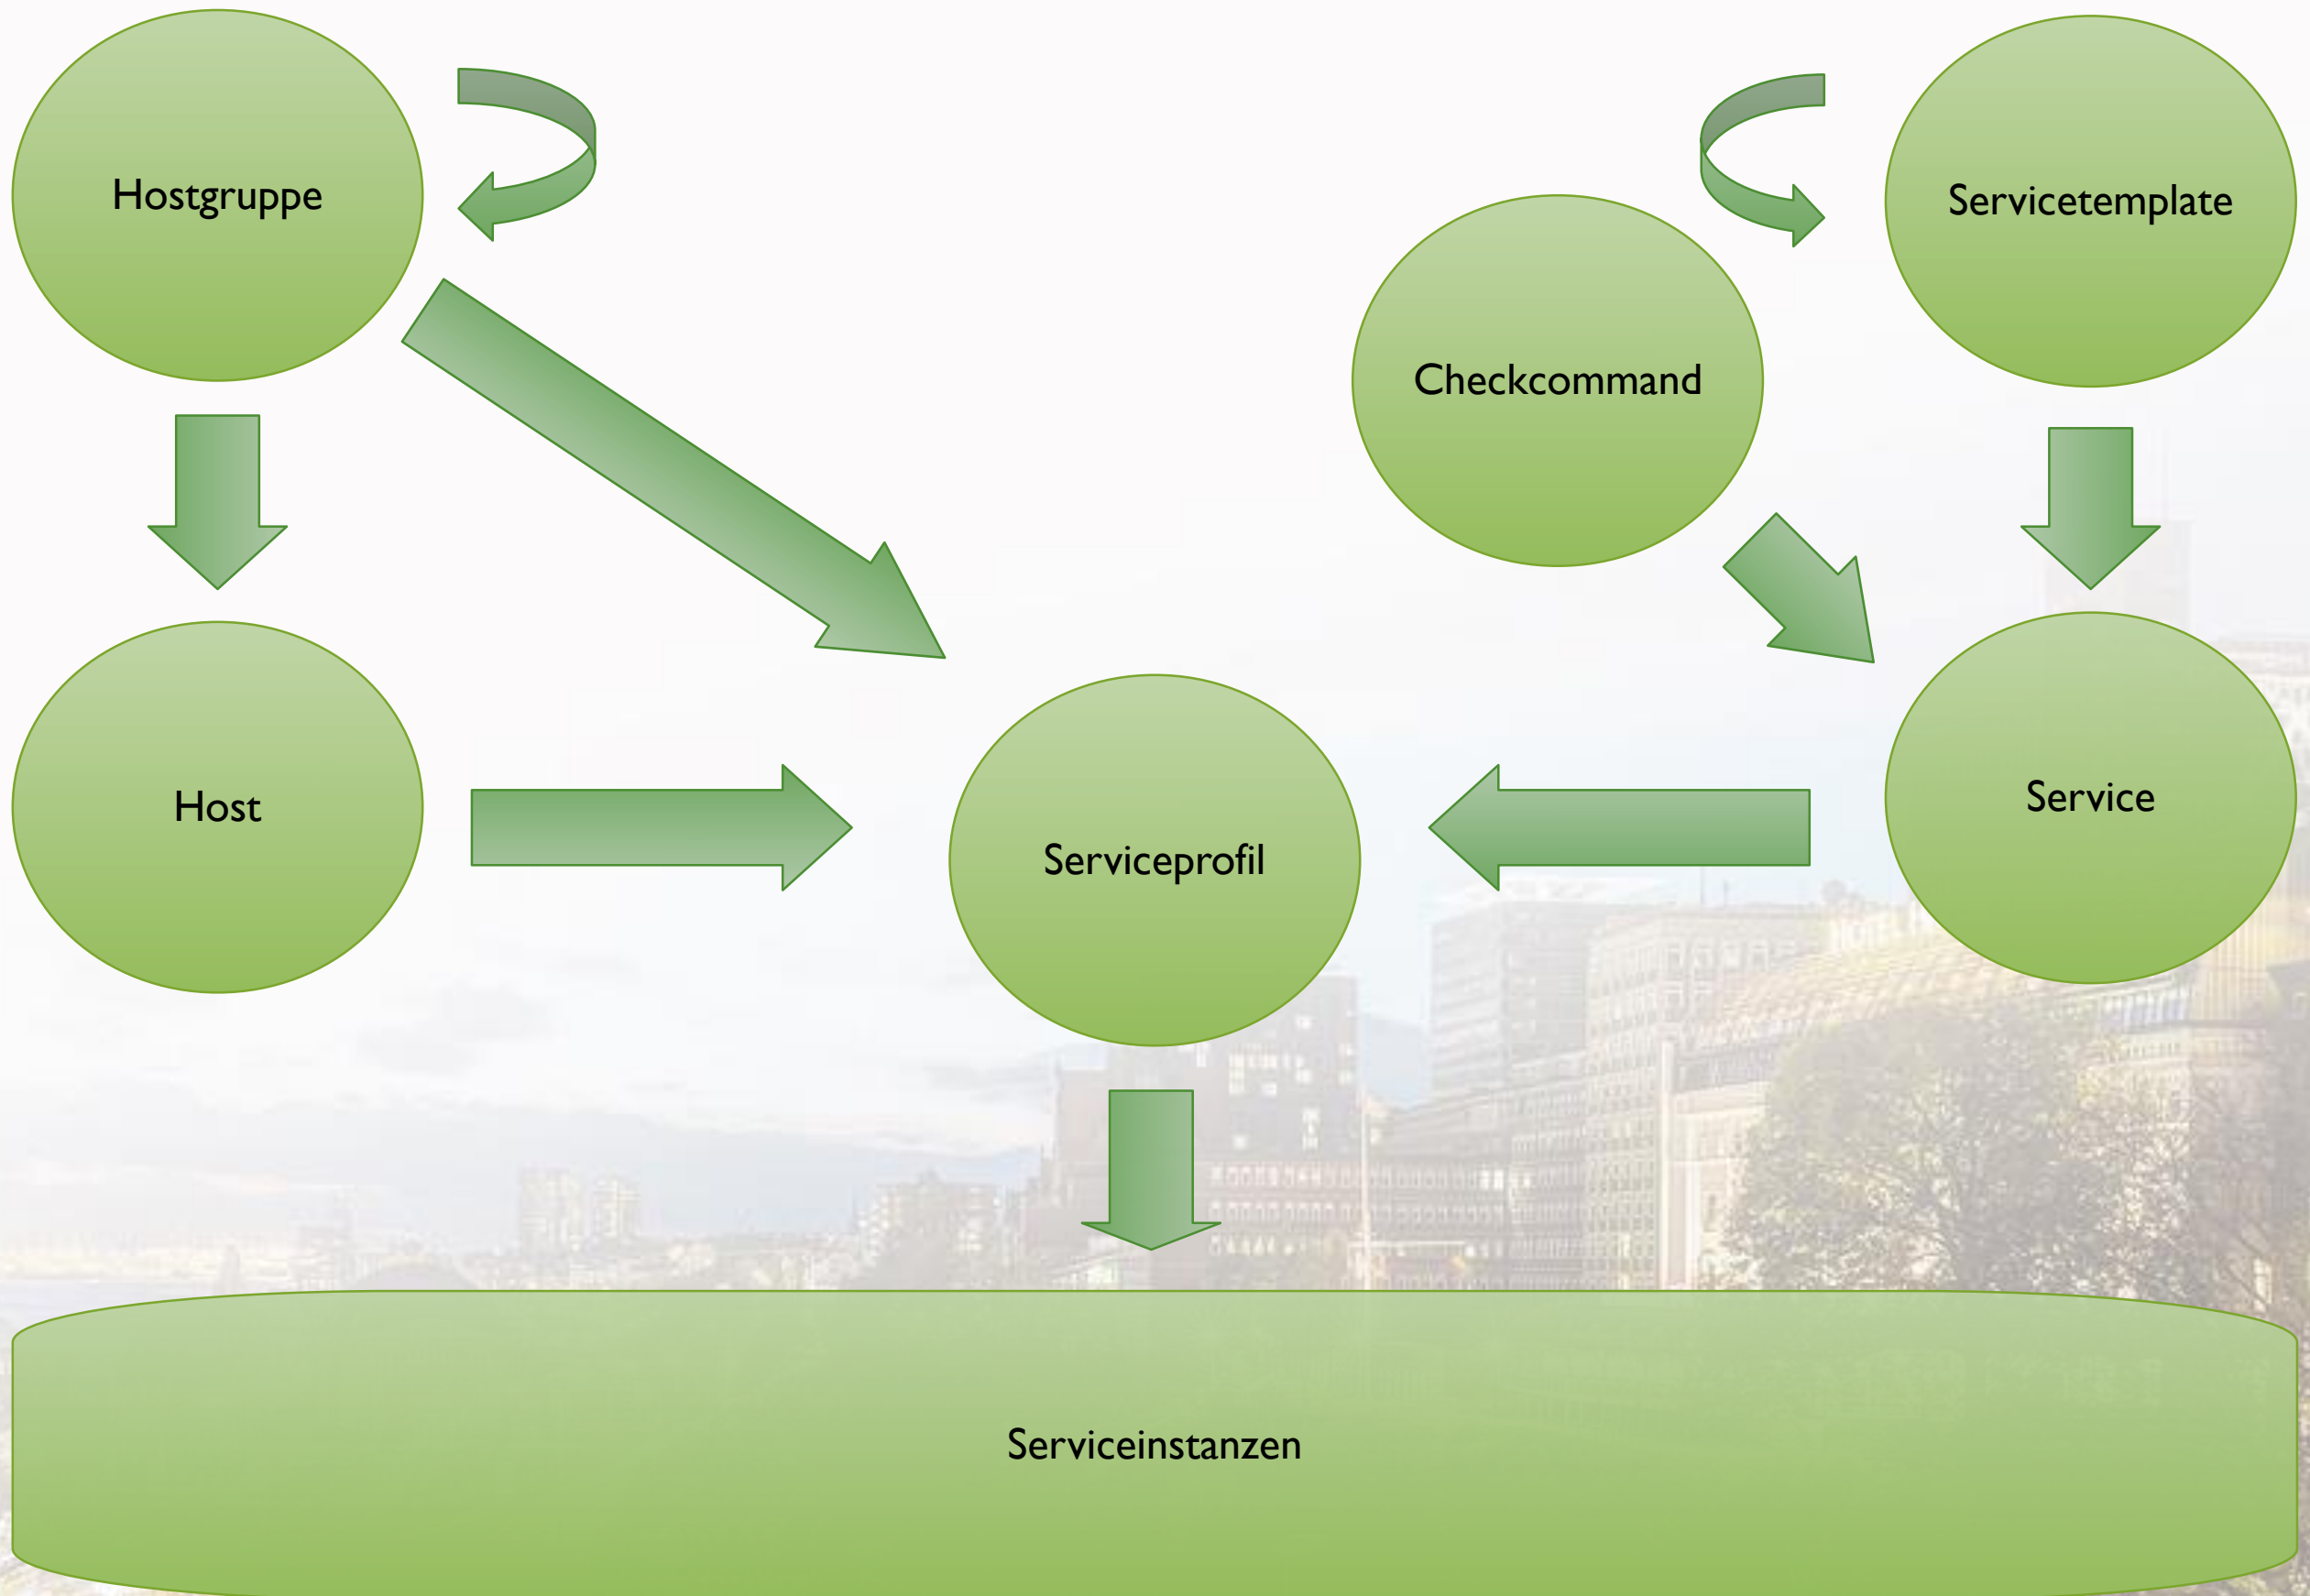 Hostgruppe
Servicetemplate
Checkcommand
Host
Service
Serviceprofil
Serviceinstanzen